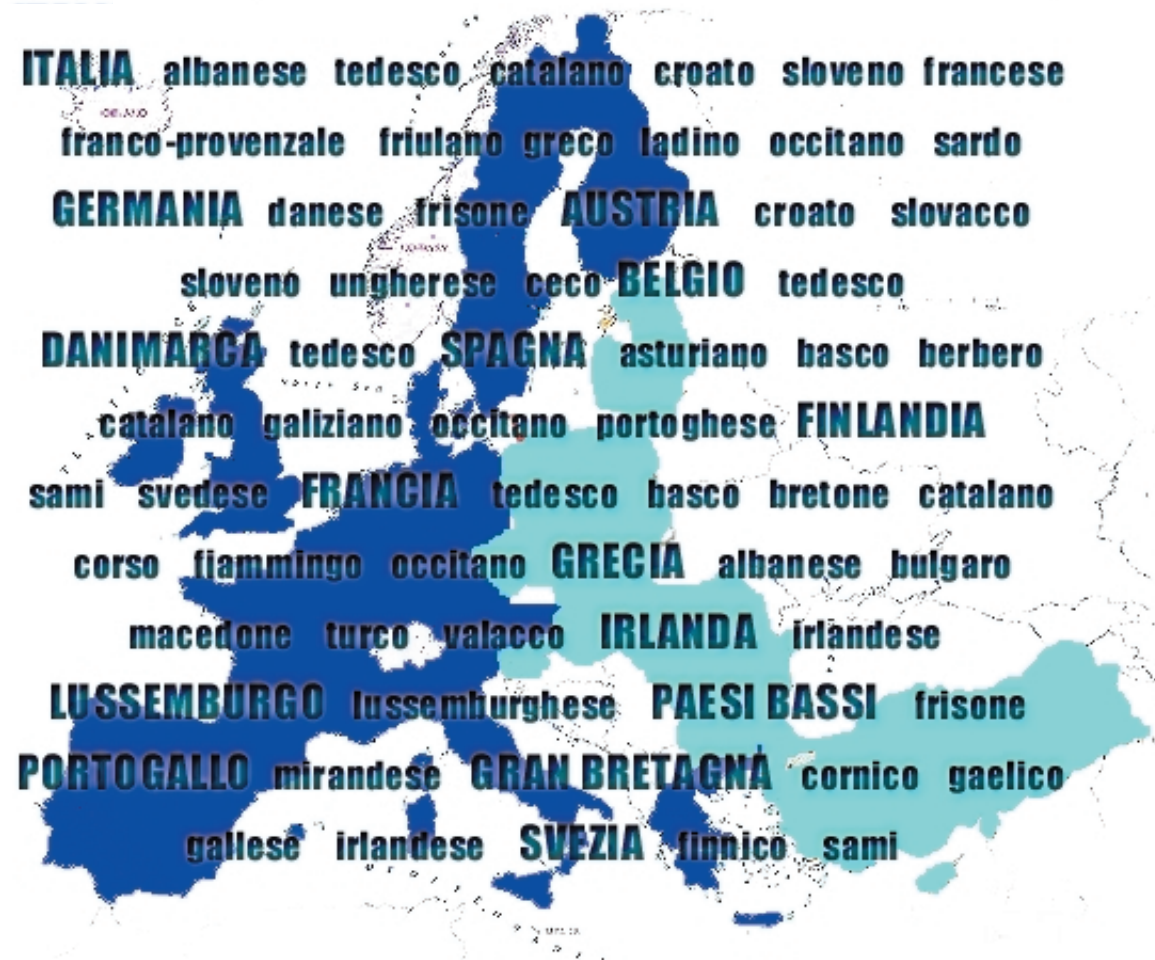 ITALIA albanese tedesco catalano croato sloveno francese
franco-provenzale friulano greco ladino occitano sardo
GERMANIA danese frisone AUSTRIA croato slovacco
sloveno ungherese ceco BELGIO tedesco
DANIMARCA tedesco SPAGNA asturiano basco berbero
catalano galiziano occitano portoghese FINLANDIA
sami svedese FRANCIA tedesco basco bretone catalano
corso fiammingo occitano GRECIA albanese bulgaro
macedone turco valacco IRLANDA irlandese
LUSSEMBURGO lussemburghese PAESI BASSI frisone
PORTOGALLO mirandese GRAN BRETAGNA cornico gaelico
gallese irlandese SVEZIA finnico sami